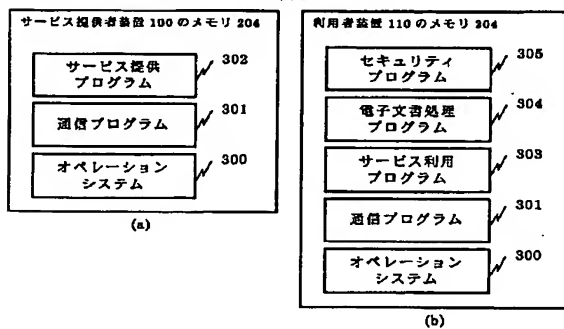 サービス提供者装置 100 のメモリ 204
サービス提供
プログラム
302
通信プログラム
301
オペレーション
システム
300
(a)
利用者装置 110 のメモリ 204
セキュリティ
プログラム
305
電子文書処理
プログラム
304
サービス利用
プログラム
303
通信プログラム
301
オペレーション
システム
300
(b)